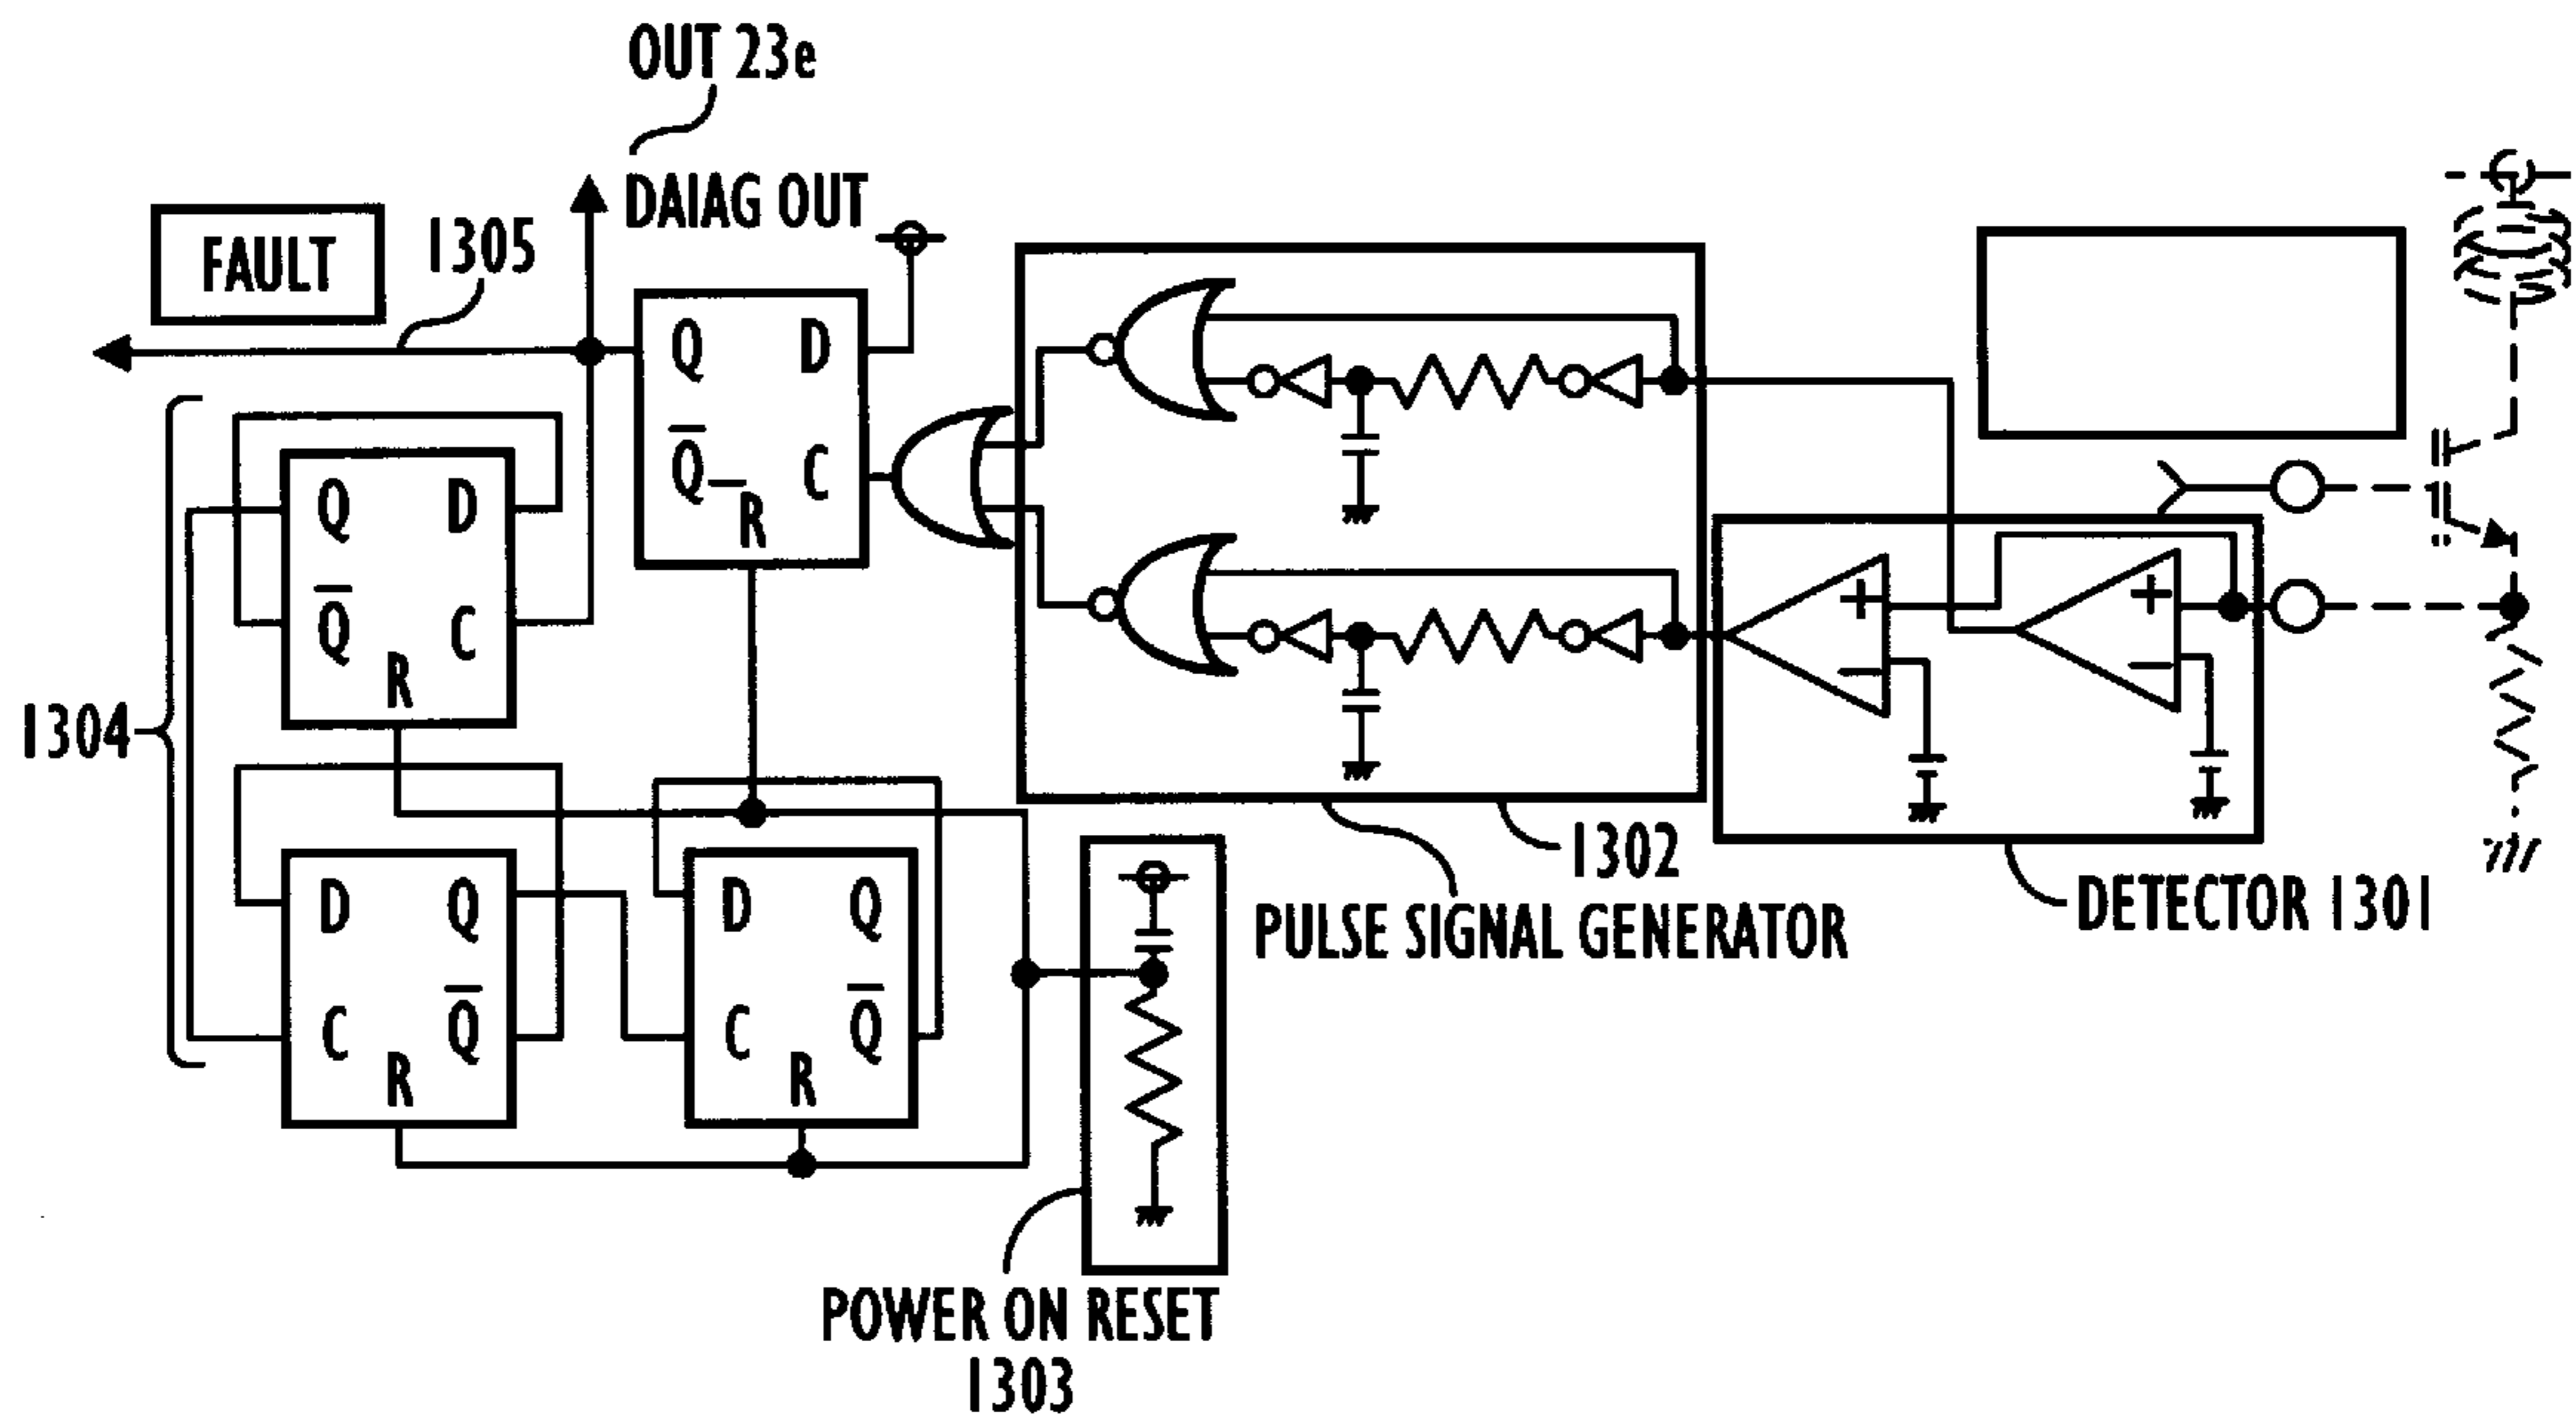 OUT 23e
DAIAG OUT
FAULT
1305
Q D
Q̅ C
R
Q D
Q̅ C
R
+
−
+
−
1304
D Q
C Q̅
R
D Q
C Q̅
R
1302
PULSE SIGNAL GENERATOR
DETECTOR 1301
POWER ON RESET
1303